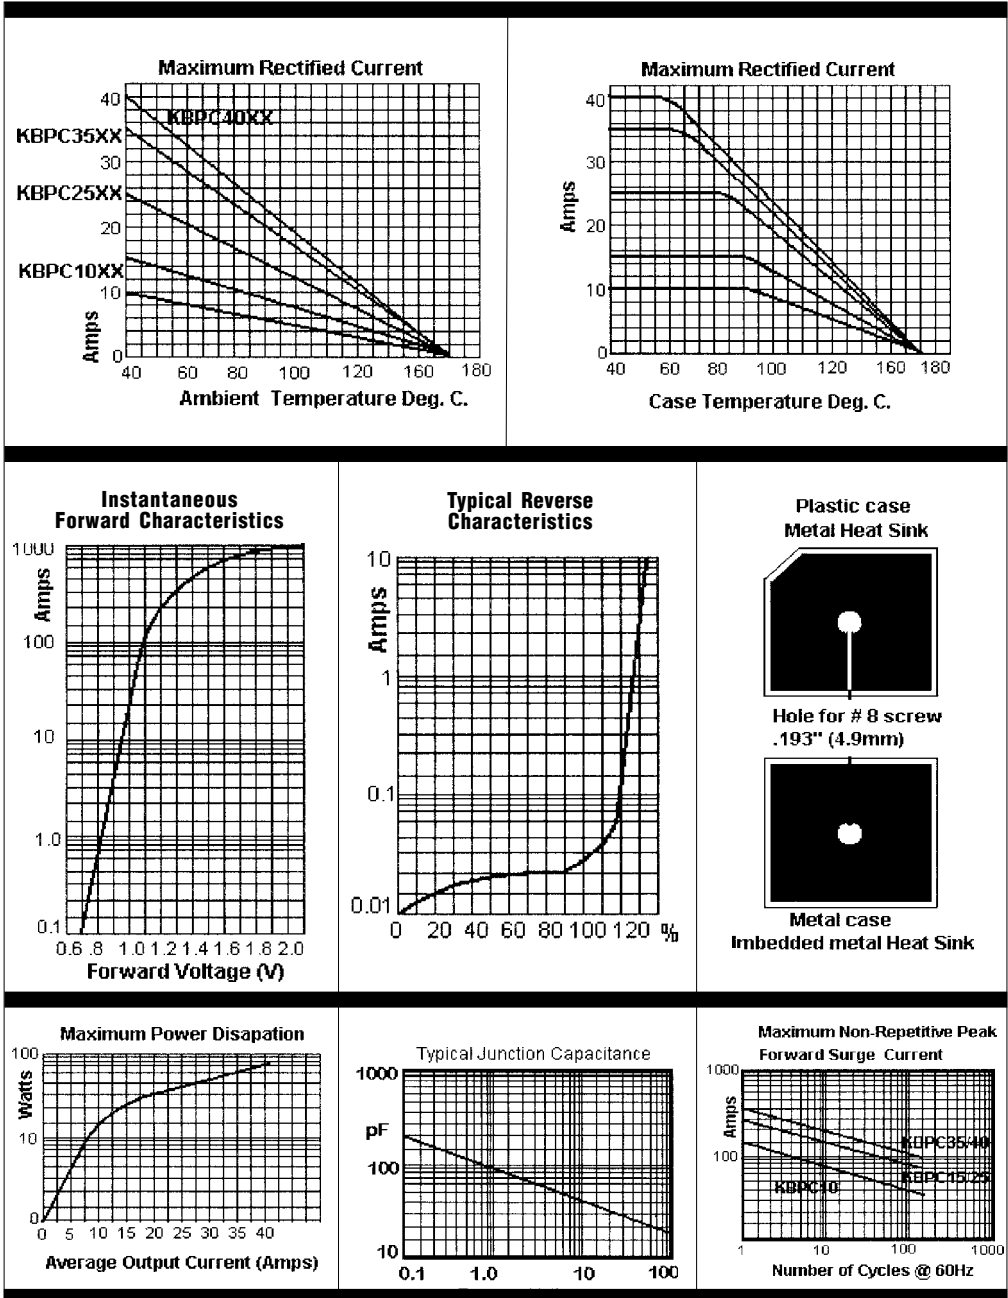 Maximum Rectified Current
40
KBPC40XX
KBPC35XX
30
KBPC25XX
20
KBPC10XX
10
0
Amps
40 60 80 100 120 160 180
Ambient Temperature Deg. C.
Maximum Rectified Current
40
30
20
10
0
Amps
40 60 80 100 120 160 180
Case Temperature Deg. C.
Instantaneous
Forward Characteristics
1000
100
10
1.0
0.1
Amps
0.6 .8 1.0 1.2 1.4 1.6 1.8 2.0
Forward Voltage (V)
Typical Reverse
Characteristics
10
1
0.1
0.01
Amps
0 20 40 60 80 100 120 %
Plastic case
Metal Heat Sink
Hole for # 8 screw
.193" (4.9mm)
Metal case
Imbedded metal Heat Sink
Maximum Power Disapation
100
10
0
Watts
0 5 10 15 20 30 35 40
Average Output Current (Amps)
Typical Junction Capacitance
1000
pF
100
10
0.1 1.0 10 100
Maximum Non-Repetitive Peak
Forward Surge Current
1000
100
Amps
KBPC35/40
KBPC15/25
KBPC10
1 10 100 1000
Number of Cycles @ 60Hz